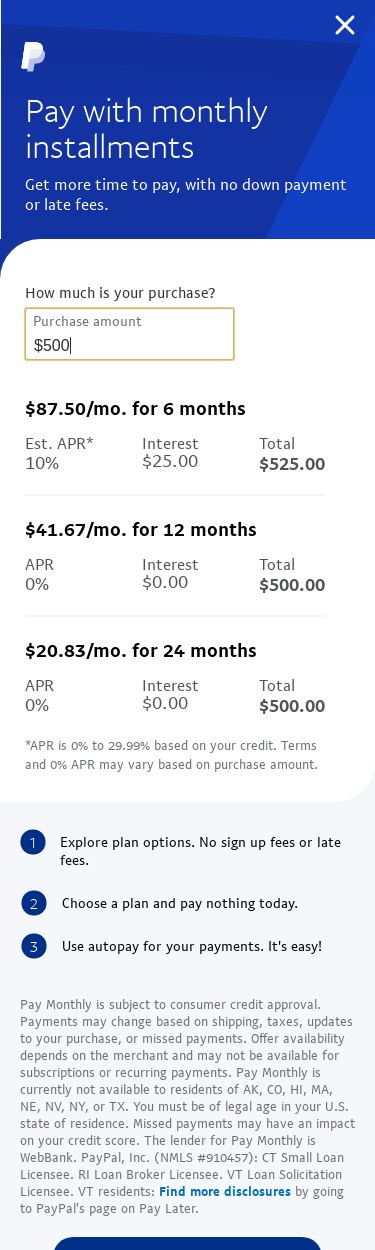 Pay with monthly
installments
Get more time to pay, with no down payment
or late fees.
How much is your purchase?
Purchase amount
$500
$87.50/mo. for 6 months
Est. APR* Interest Total
10% $25.00 $525.00
$41.67/mo. for 12 months
APR Interest Total
0% $0.00 $500.00
$20.83/mo. for 24 months
APR Interest Total
0% $0.00 $500.00
*APR is 0% to 29.99% based on your credit. Terms
and 0% APR may vary based on purchase amount.
1 Explore plan options. No sign up fees or late
fees.
2 Choose a plan and pay nothing today.
3 Use autopay for your payments. It's easy!
Pay Monthly is subject to consumer credit approval.
Payments may change based on shipping, taxes, updates
to your purchase, or missed payments. Offer availability
depends on the merchant and may not be available for
subscriptions or recurring payments. Pay Monthly is
currently not available to residents of AK, CO, HI, MA,
NE, NV, NY, or TX. You must be of legal age in your U.S.
state of residence. Missed payments may have an impact
on your credit score. The lender for Pay Monthly is
WebBank. PayPal, Inc. (NMLS #910457): CT Small Loan
Licensee. RI Loan Broker Licensee. VT Loan Solicitation
Licensee. VT residents: Find more disclosures by going
to PayPal's page on Pay Later.